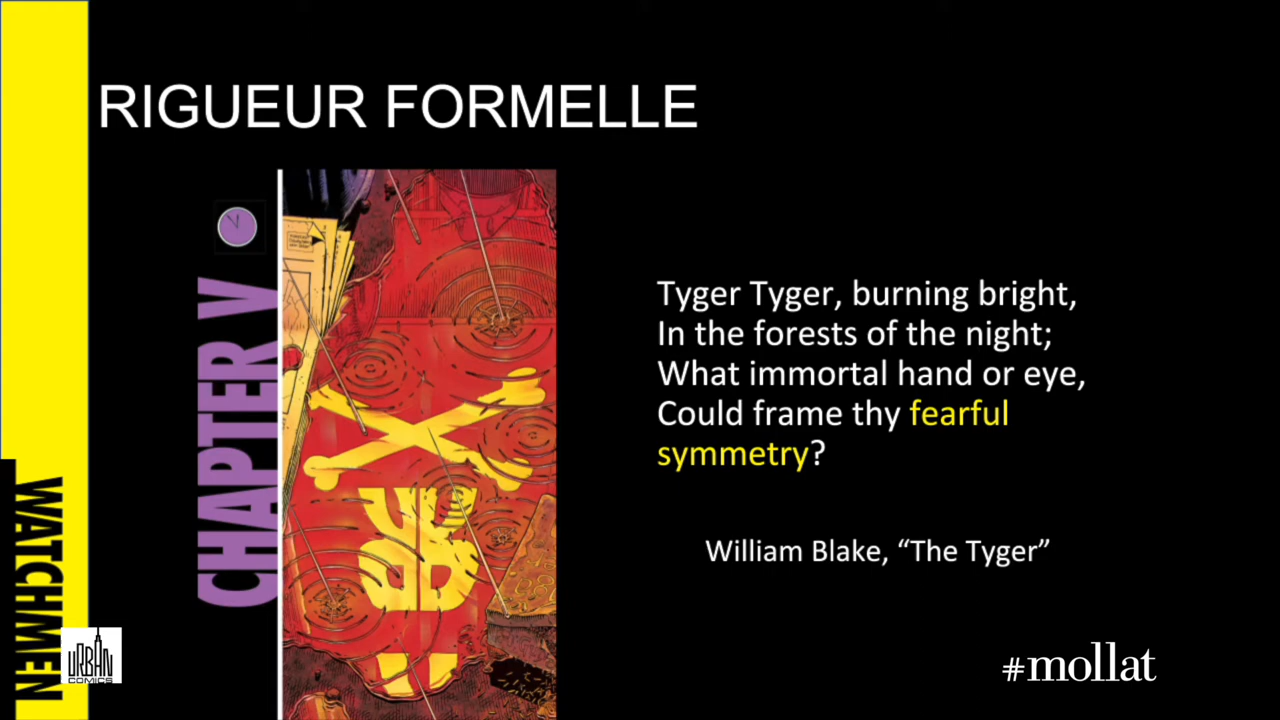 RIGUEUR FORMELLE
CHAPTER V
Tyger Tyger, burning bright,
In the forests of the night;
What immortal hand or eye,
Could frame thy fearful
symmetry?
William Blake, “The Tyger”
WATCHMEN
URBAN
COMICS
#mollat